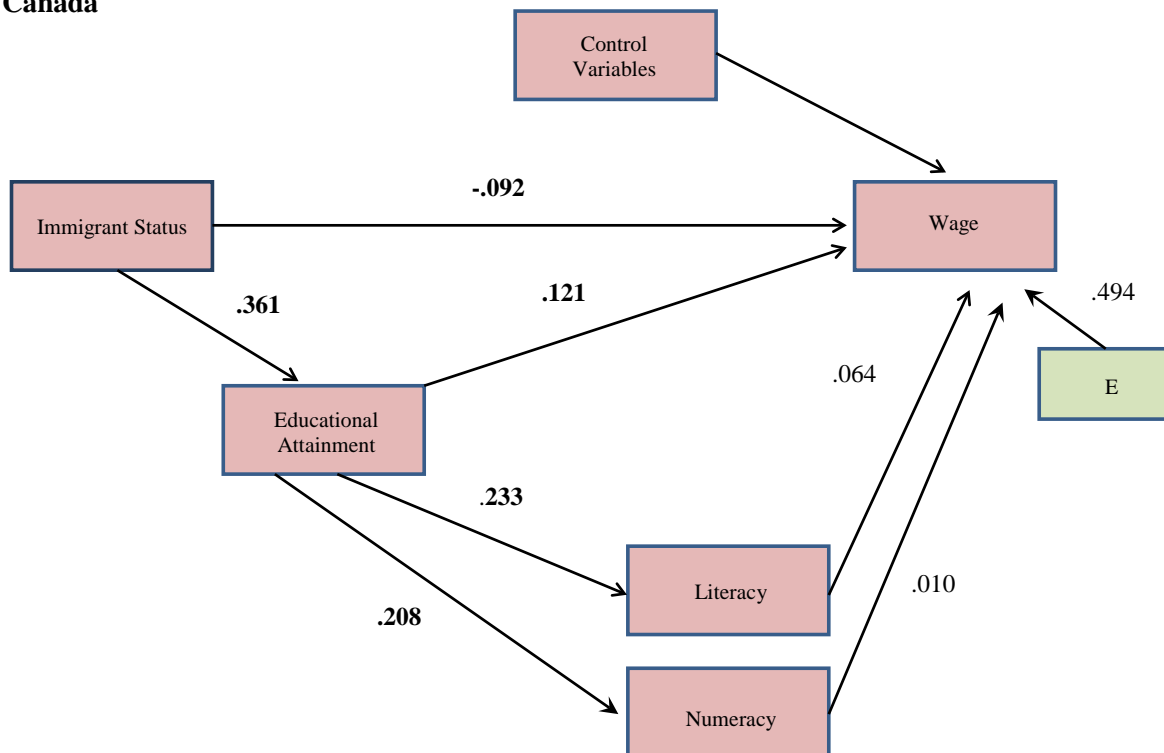 Canada
Control
Variables
-.092
Wage
Immigrant Status
.361
.121
.494
.064
E
Educational
Attainment
.233
.010
Literacy
.208
Numeracy